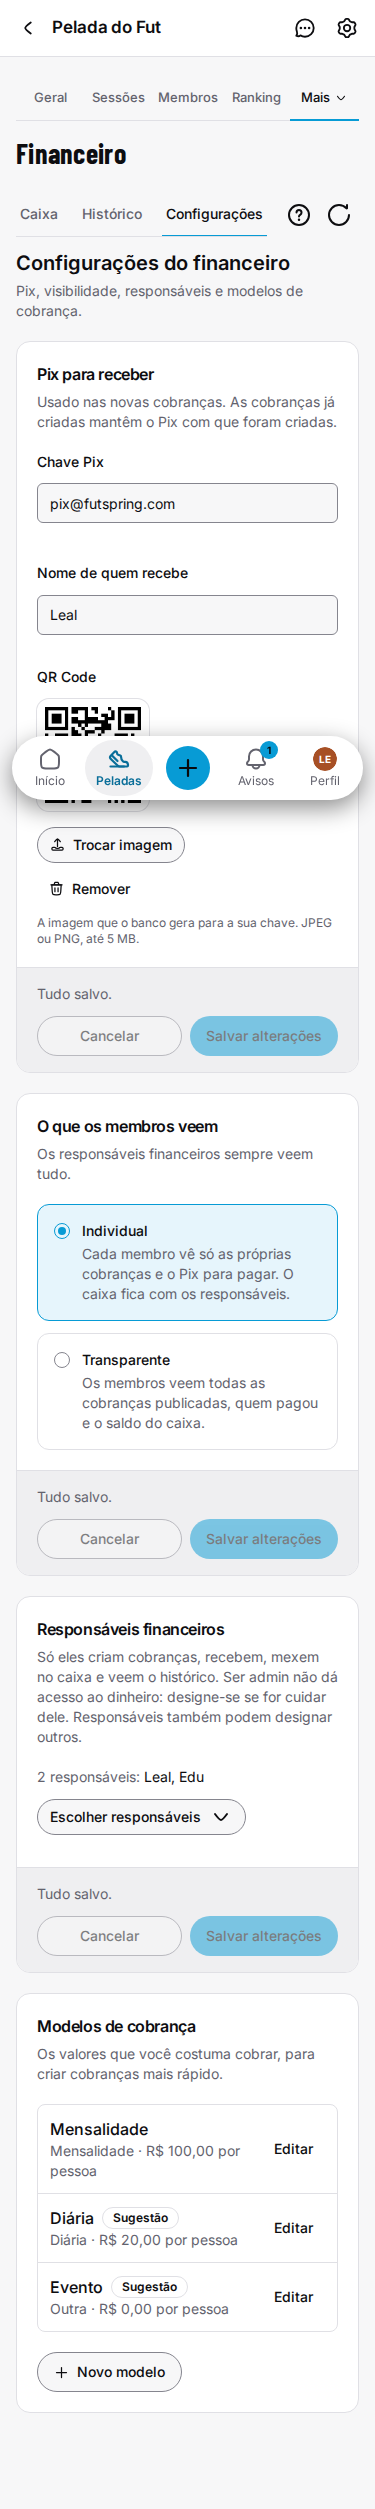 Pelada do Fut
Geral Sessões Membros Ranking Mais
Financeiro
Caixa Histórico Configurações
Configurações do financeiro
Pix, visibilidade, responsáveis e modelos de
cobrança.
Pix para receber
Usado nas novas cobranças. As cobranças já
criadas mantêm o Pix com que foram criadas.
Chave Pix
pix@futspring.com
Nome de quem recebe
Leal
QR Code
1
LE
Início Peladas Avisos Perfil
Trocar imagem
Remover
A imagem que o banco gera para a sua chave. JPEG
ou PNG, até 5 MB.
Tudo salvo.
Cancelar Salvar alterações
O que os membros veem
Os responsáveis financeiros sempre veem
tudo.
Individual
Cada membro vê só as próprias
cobranças e o Pix para pagar. O
caixa fica com os responsáveis.
Transparente
Os membros veem todas as
cobranças publicadas, quem pagou
e o saldo do caixa.
Tudo salvo.
Cancelar Salvar alterações
Responsáveis financeiros
Só eles criam cobranças, recebem, mexem
no caixa e veem o histórico. Ser admin não dá
acesso ao dinheiro: designe-se se for cuidar
dele. Responsáveis também podem designar
outros.
2 responsáveis: Leal, Edu
Escolher responsáveis
Tudo salvo.
Cancelar Salvar alterações
Modelos de cobrança
Os valores que você costuma cobrar, para
criar cobranças mais rápido.
Mensalidade
Mensalidade · R$ 100,00 por
pessoa
Editar
Diária Sugestão
Diária · R$ 20,00 por pessoa
Editar
Evento Sugestão
Outra · R$ 0,00 por pessoa
Editar
Novo modelo